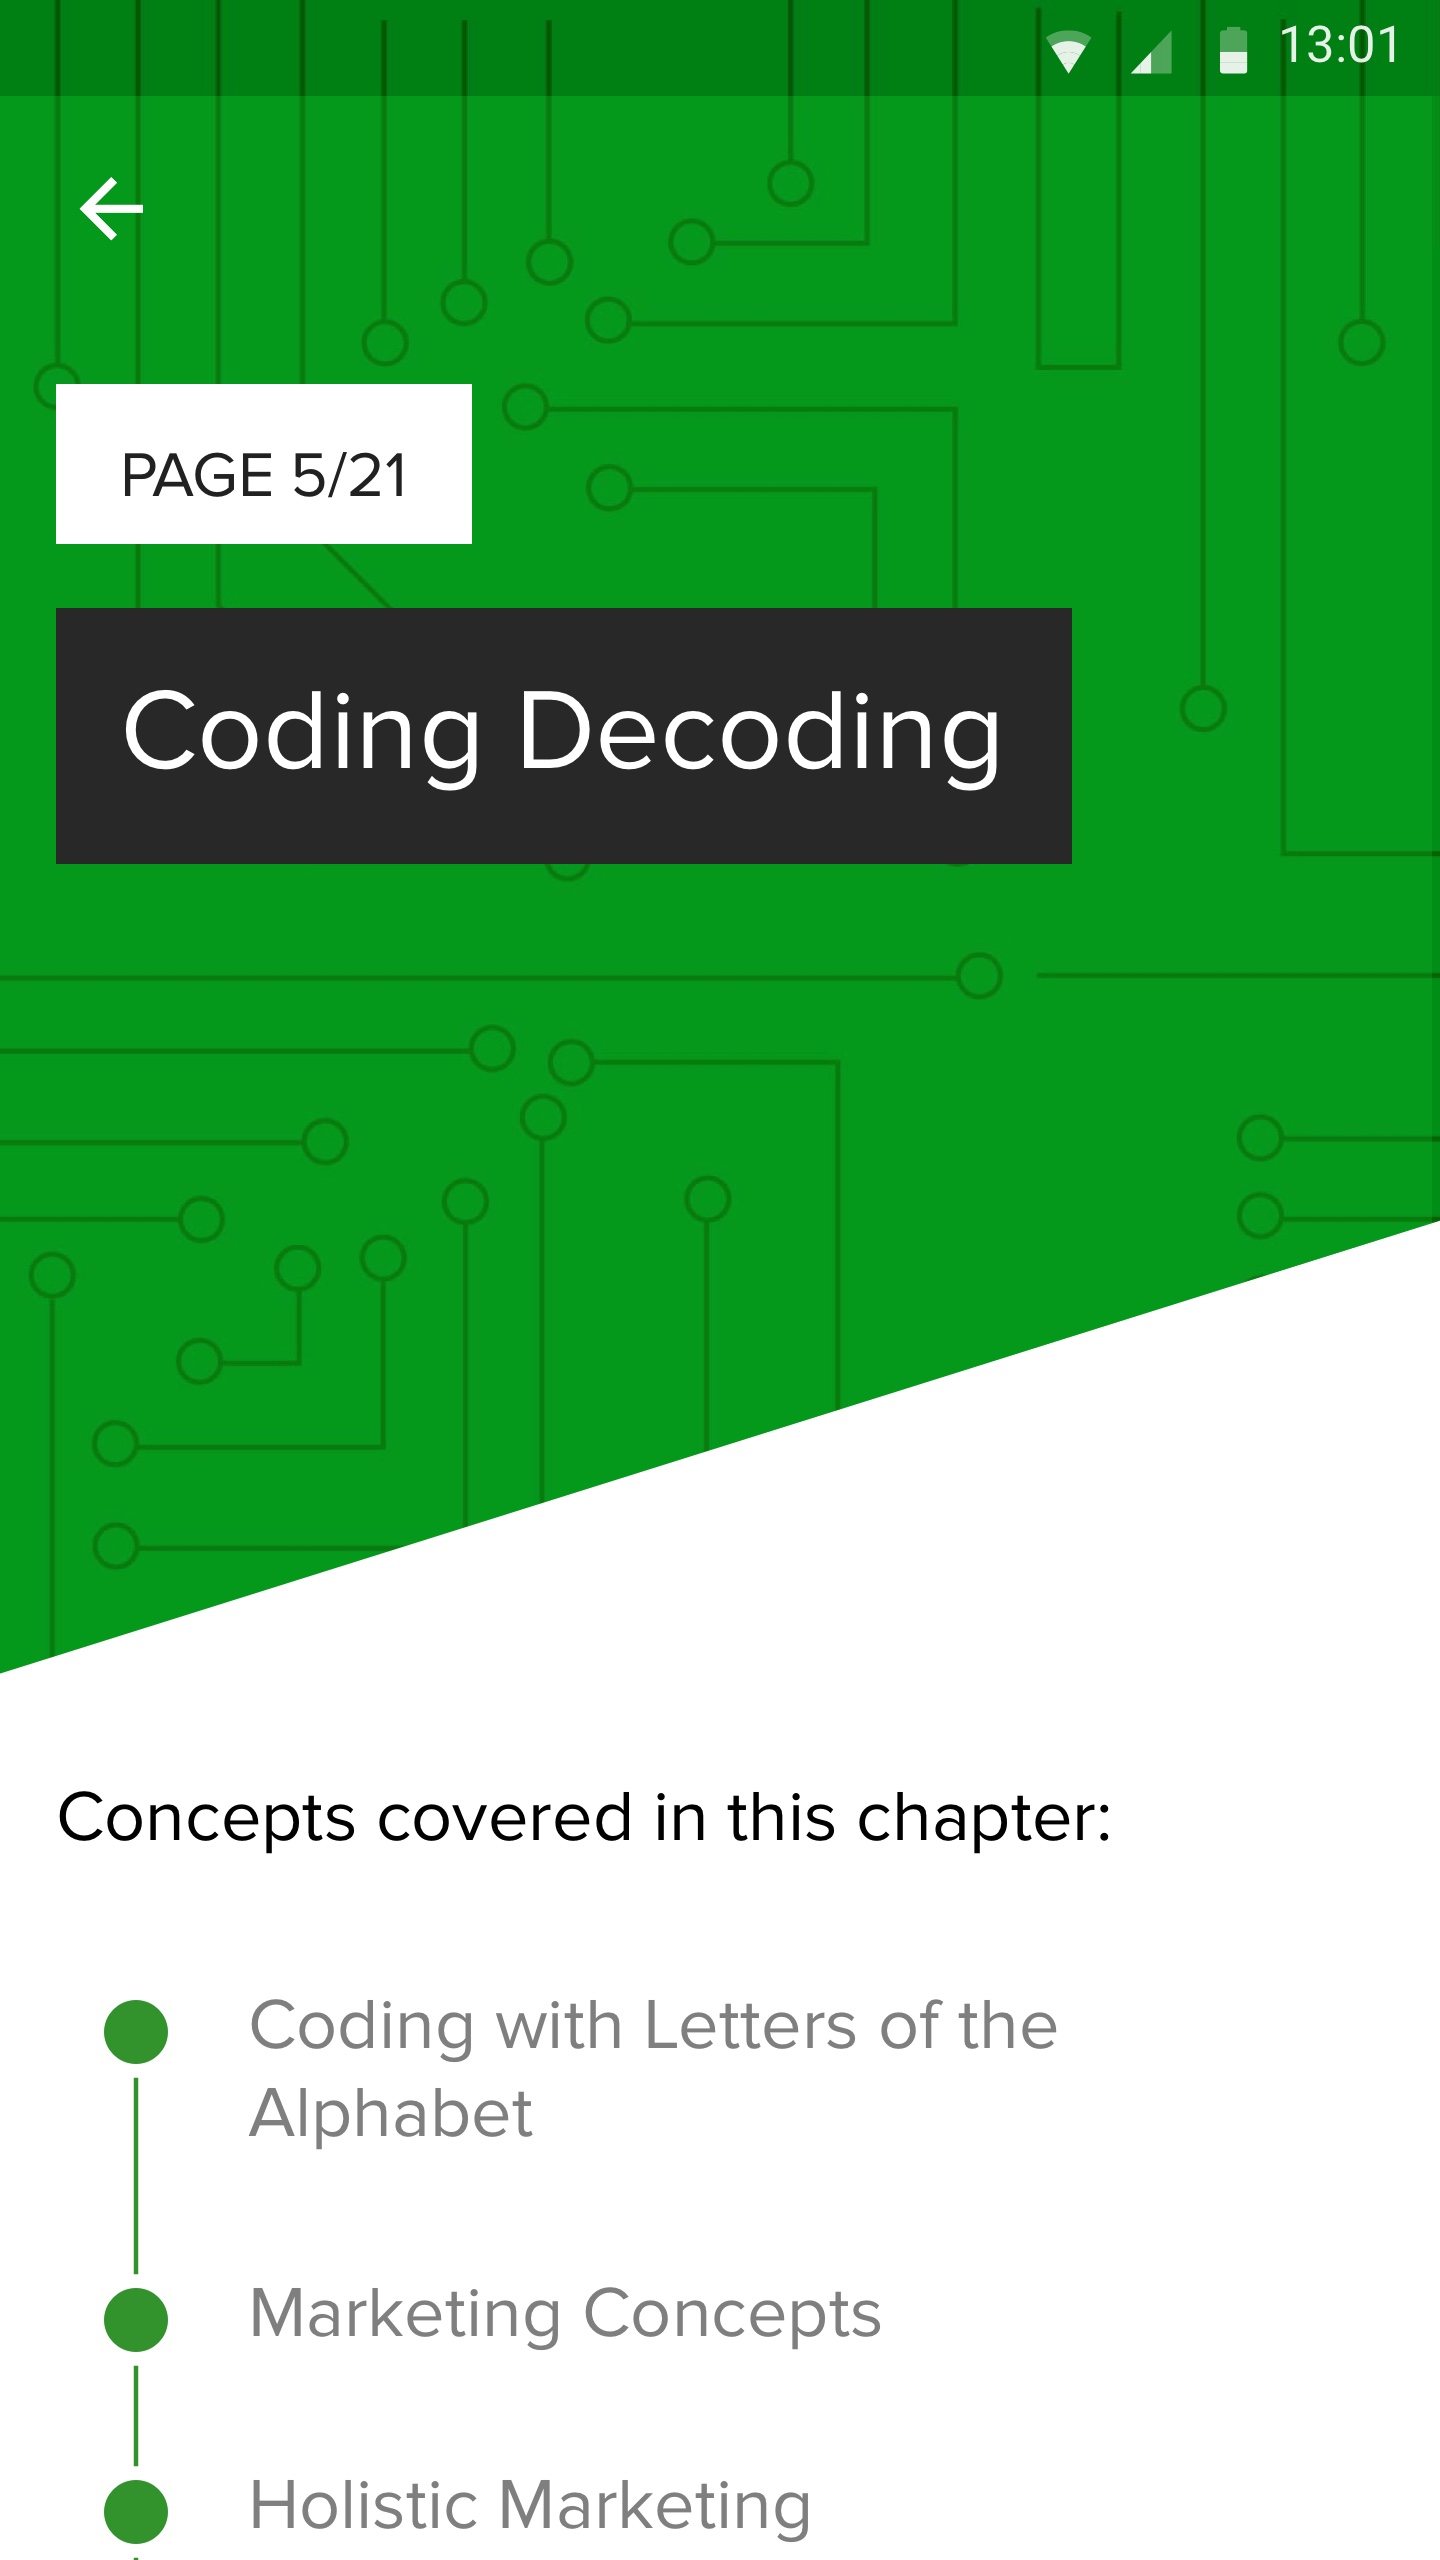 13:01
PAGE 5/21
Coding Decoding
Concepts covered in this chapter:
Coding with Letters of the
Alphabet
Marketing Concepts
Holistic Marketing